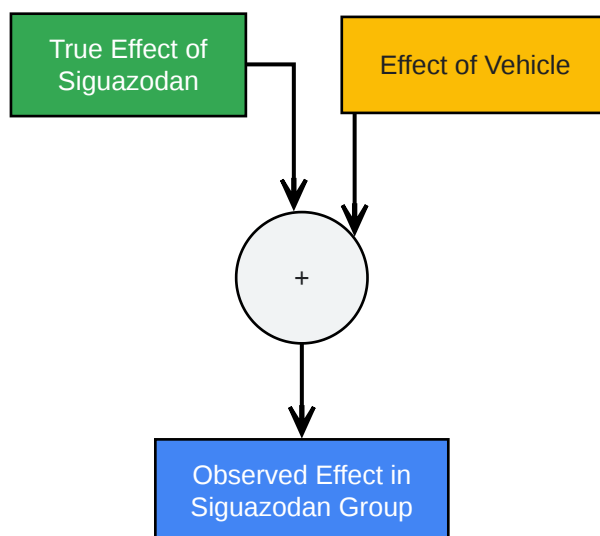 True Effect of
Siguazodan
Effect of Vehicle
+
Observed Effect in
Siguazodan Group